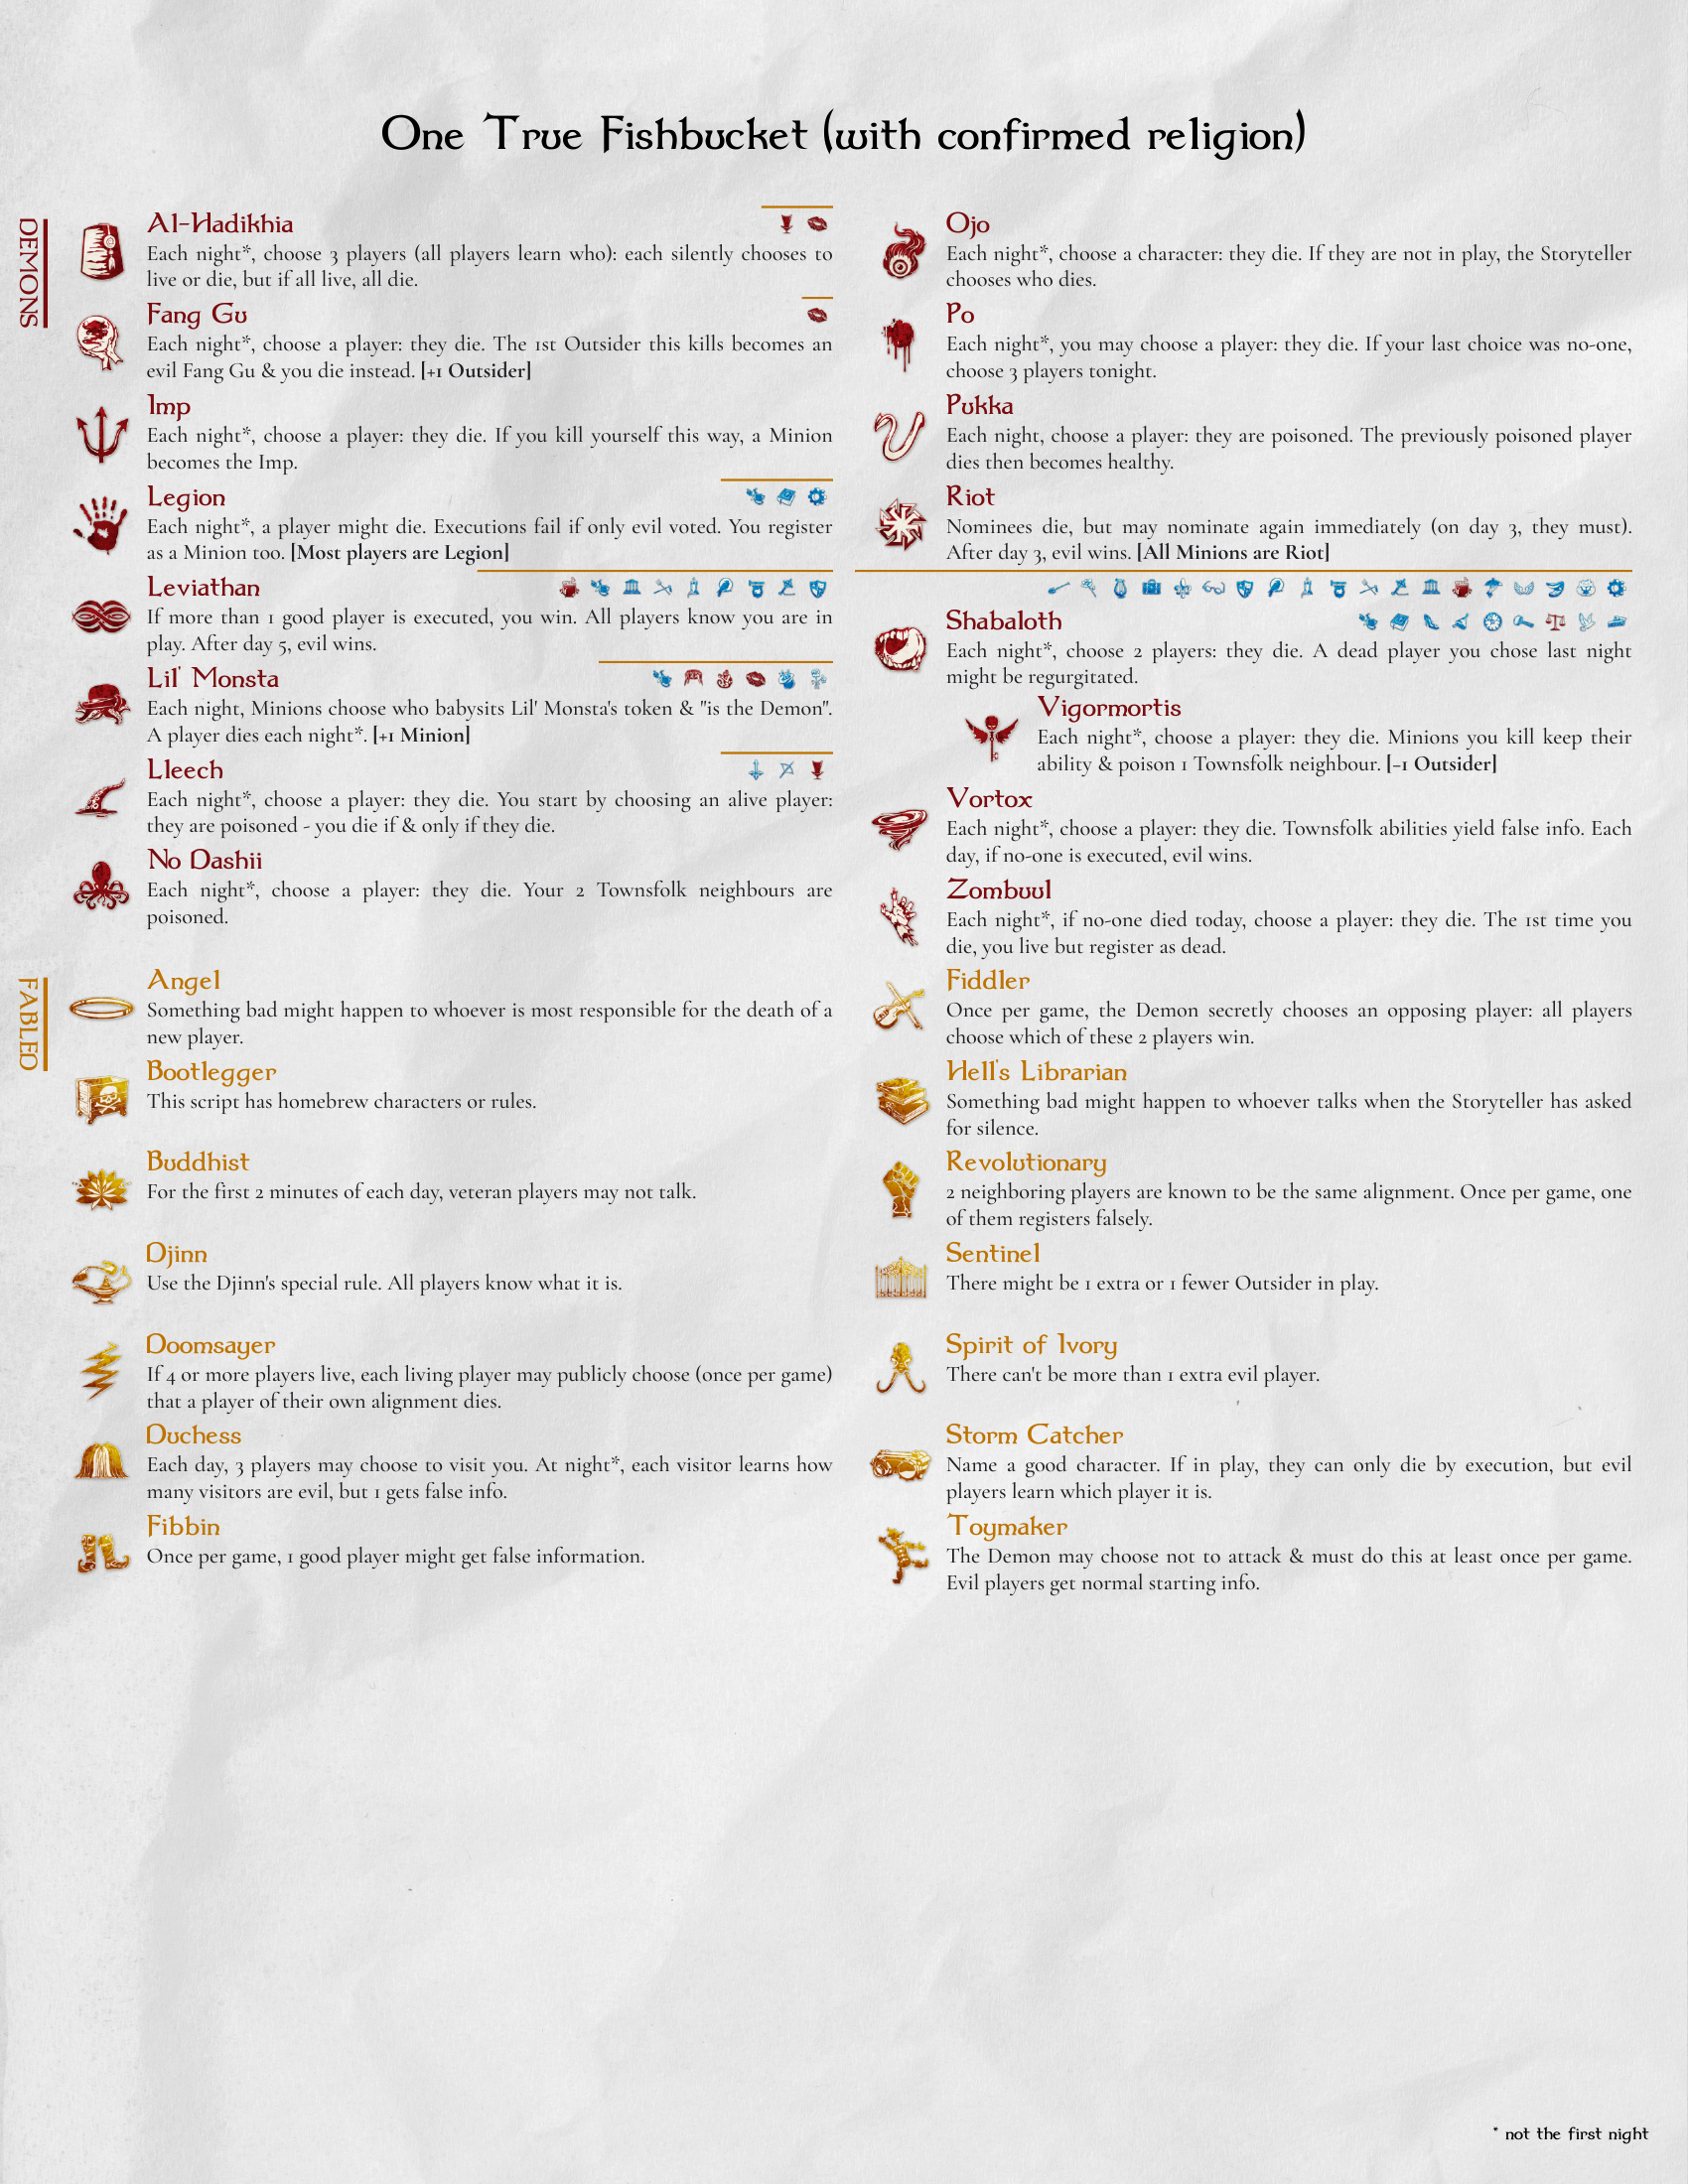 One True Fishbucket (with confirmed religion)
DEMONS
Al-Hadikhia
Each night*, choose 3 players (all players learn who): each silently chooses to
live or die, but if all live, all die.
Fang Gu
Each night*, choose a player: they die. The 1st Outsider this kills becomes an
evil Fang Gu & you die instead. [+1 Outsider]
Imp
Each night*, choose a player: they die. If you kill yourself this way, a Minion
becomes the Imp.
Legion
Each night*, a player might die. Executions fail if only evil voted. You register
as a Minion too. [Most players are Legion]
Leviathan
If more than 1 good player is executed, you win. All players know you are in
play. After day 5, evil wins.
Lil' Monsta
Each night, Minions choose who babysits Lil' Monsta's token & "is the Demon".
A player dies each night*. [+1 Minion]
Lleech
Each night*, choose a player: they die. You start by choosing an alive player:
they are poisoned - you die if & only if they die.
No Dashii
Each night*, choose a player: they die. Your 2 Townsfolk neighbours are
poisoned.
Ojo
Each night*, choose a character: they die. If they are not in play, the Storyteller
chooses who dies.
Po
Each night*, you may choose a player: they die. If your last choice was no-one,
choose 3 players tonight.
Pukka
Each night, choose a player: they are poisoned. The previously poisoned player
dies then becomes healthy.
Riot
Nominees die, but may nominate again immediately (on day 3, they must).
After day 3, evil wins. [All Minions are Riot]
Shabaloth
Each night*, choose 2 players: they die. A dead player you chose last night
might be regurgitated.
Vigormortis
Each night*, choose a player: they die. Minions you kill keep their
ability & poison 1 Townsfolk neighbour. [-1 Outsider]
Vortox
Each night*, choose a player: they die. Townsfolk abilities yield false info. Each
day, if no-one is executed, evil wins.
Zombuul
Each night*, if no-one died today, choose a player: they die. The 1st time you
die, you live but register as dead.
FABLED
Angel
Something bad might happen to whoever is most responsible for the death of a
new player.
Bootlegger
This script has homebrew characters or rules.
Buddhist
For the first 2 minutes of each day, veteran players may not talk.
Djinn
Use the Djinn's special rule. All players know what it is.
Doomsayer
If 4 or more players live, each living player may publicly choose (once per game)
that a player of their own alignment dies.
Duchess
Each day, 3 players may choose to visit you. At night*, each visitor learns how
many visitors are evil, but 1 gets false info.
Fibbin
Once per game, 1 good player might get false information.
Fiddler
Once per game, the Demon secretly chooses an opposing player: all players
choose which of these 2 players win.
Hell's Librarian
Something bad might happen to whoever talks when the Storyteller has asked
for silence.
Revolutionary
2 neighboring players are known to be the same alignment. Once per game, one
of them registers falsely.
Sentinel
There might be 1 extra or 1 fewer Outsider in play.
Spirit of Ivory
There can't be more than 1 extra evil player.
Storm Catcher
Name a good character. If in play, they can only die by execution, but evil
players learn which player it is.
Toymaker
The Demon may choose not to attack & must do this at least once per game.
Evil players get normal starting info.
* not the first night